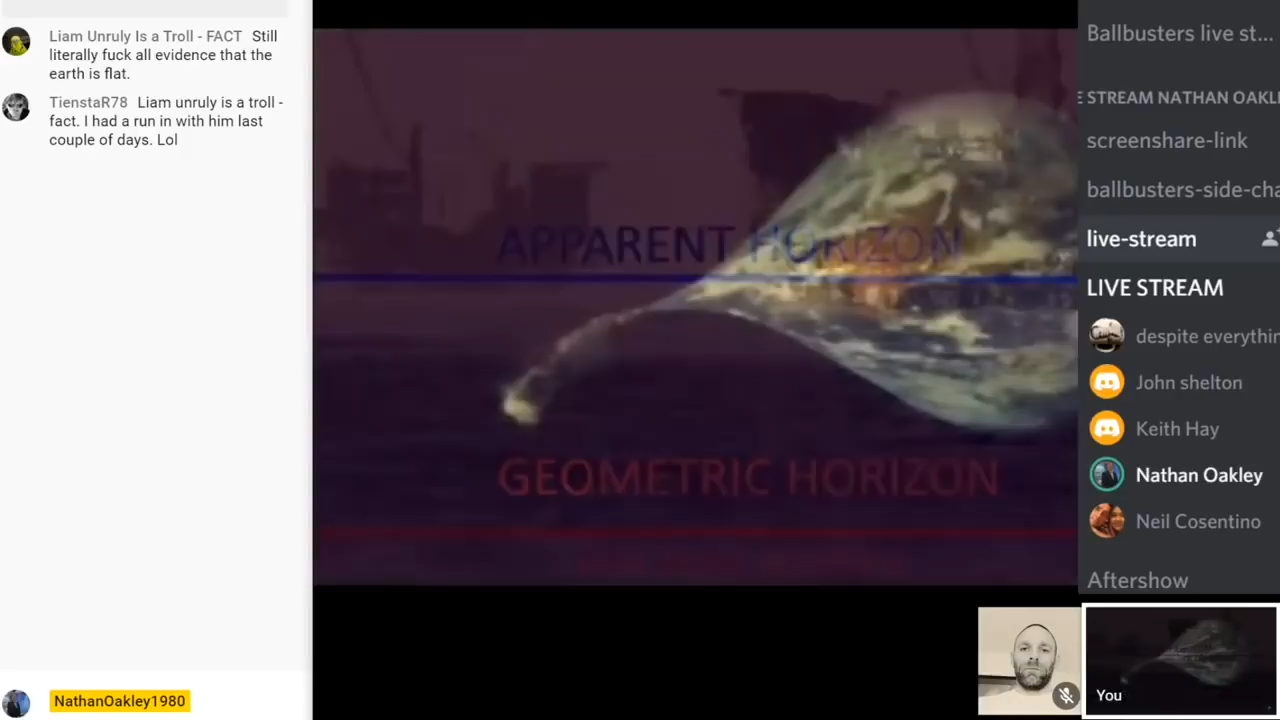 Liam Unruly Is a Troll - FACT Still
literally fuck all evidence that the
earth is flat.
TienstaR78 Liam unruly is a troll -
fact. I had a run in with him last
couple of days. Lol
NathanOakley1980
APPARENT HORIZON
GEOMETRIC HORIZON
Ballbusters live st...
E STREAM NATHAN OAKL
screenshare-link
ballbusters-side-cha
live-stream
LIVE STREAM
despite everythin
John shelton
Keith Hay
Nathan Oakley
Neil Cosentino
Aftershow
You